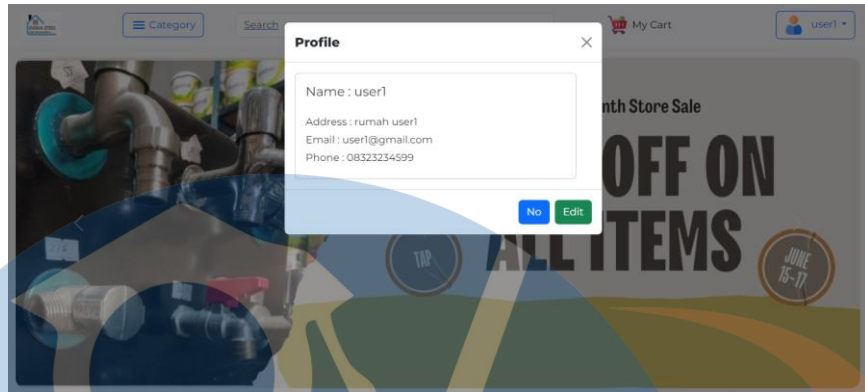 Category
Search
My Cart
user1
Profile
Name : user1
Address : rumah user1
Email : user1@gmail.com
Phone : 08323234599
No
Edit
nth Store Sale
OFF ON
ALL ITEMS
TAP
JUNE
15-17